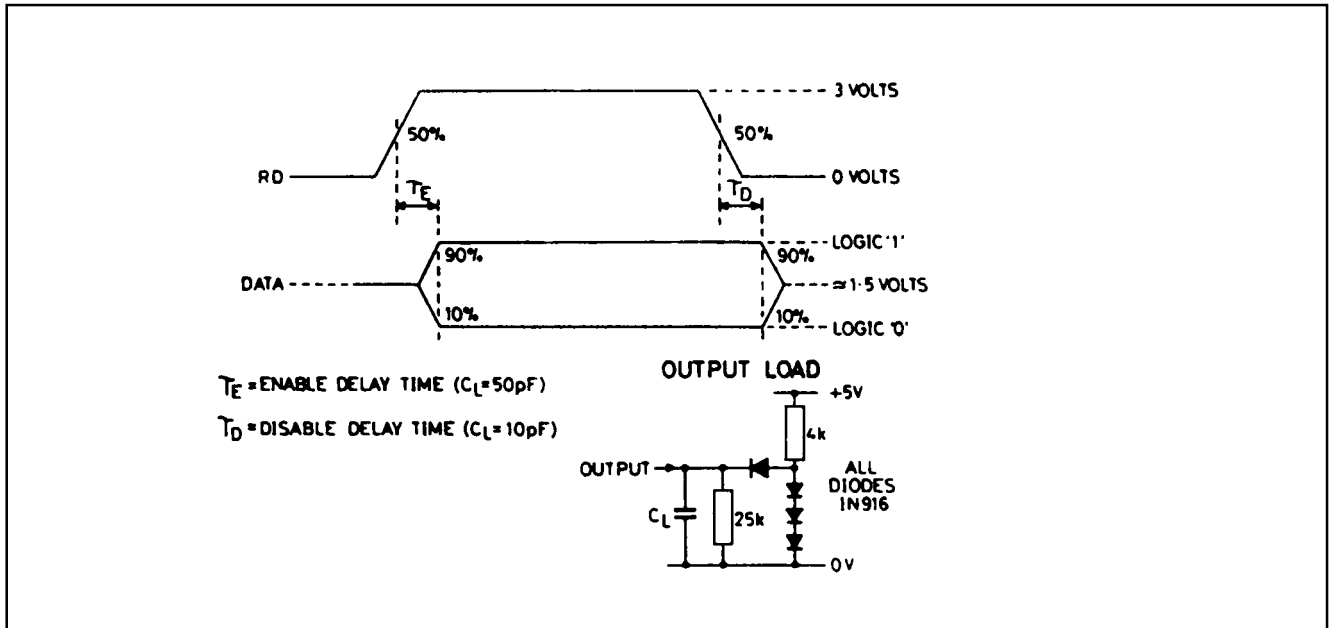 3 VOLTS
50%
50%
RD
0 VOLTS
TE
TD
LOGIC '1'
90%
90%
DATA
≈1·5 VOLTS
10%
10%
LOGIC '0'
OUTPUT LOAD
TE = ENABLE DELAY TIME (CL=50pF)
+5V
TD = DISABLE DELAY TIME (CL=10pF)
4k
OUTPUT
ALL
DIODES
IN916
CL
25k
0V